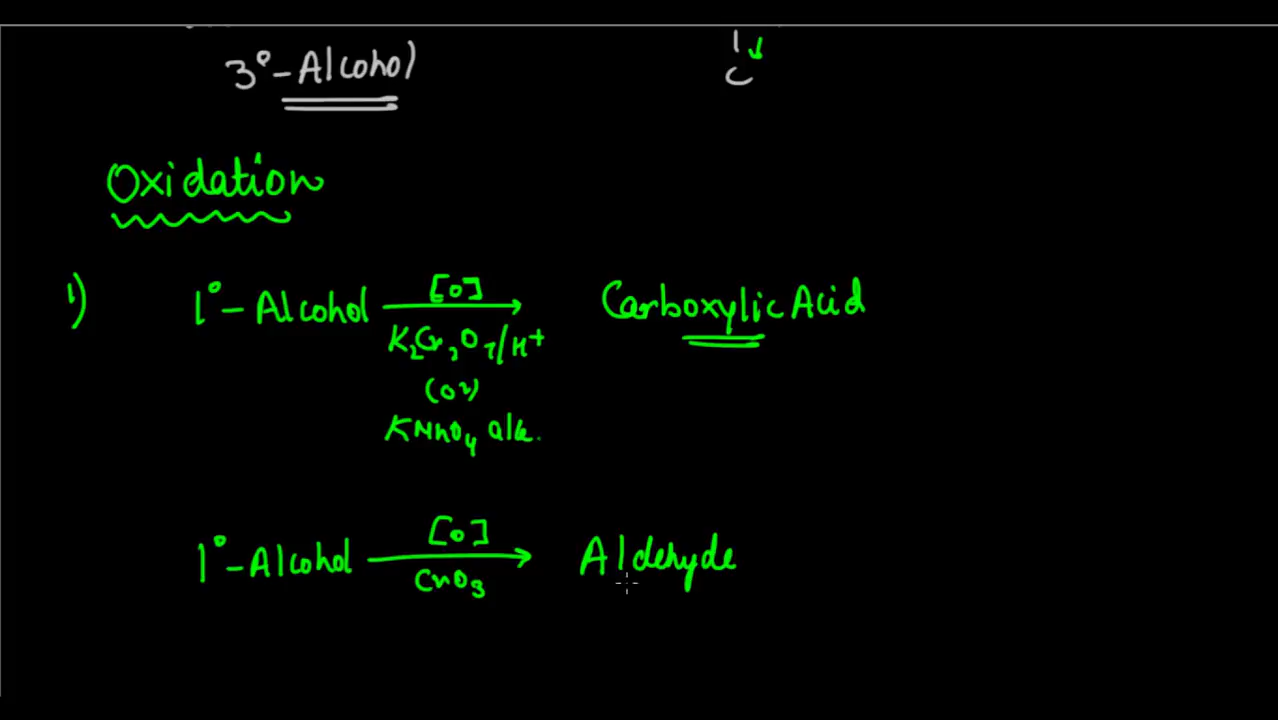 3°-Alcohol
C
Oxidation
1) 1°-Alcohol [O] Carboxylic Acid
K₂Cr₂O₇/H⁺
(or)
KMnO₄ alk.
1°-Alcohol [O] Aldehyde
CrO₃